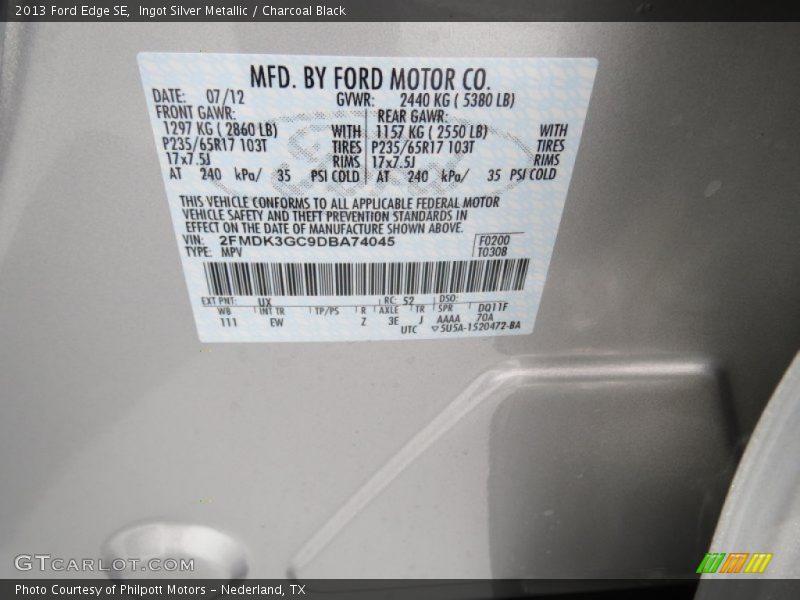 2013 Ford Edge SE, Ingot Silver Metallic / Charcoal Black
MFD. BY FORD MOTOR CO.
DATE: 07/12 GVWR: 2440 KG ( 5380 LB)
FRONT GAWR: REAR GAWR:
1297 KG ( 2860 LB) WITH 1157 KG ( 2550 LB) WITH
P235/65R17 103T TIRES P235/65R17 103T TIRES
17x7.5J RIMS 17x7.5J RIMS
AT 240 kPa/ 35 PSI COLD AT 240 kPa/ 35 PSI COLD
THIS VEHICLE CONFORMS TO ALL APPLICABLE FEDERAL MOTOR
VEHICLE SAFETY AND THEFT PREVENTION STANDARDS IN
EFFECT ON THE DATE OF MANUFACTURE SHOWN ABOVE.
VIN: 2FMDK3GC9DBA74045 F0200
TYPE: MPV T0308
EXT PNT: UX RC: 52 DSO:
WB INT TR TP/PS R AXLE TR SPR DQ11F
111 EW Z 3E J AAAA 70A
UTC ▽5U5A-1520472-BA
GTCARLOT.COM
Photo Courtesy of Philpott Motors - Nederland, TX